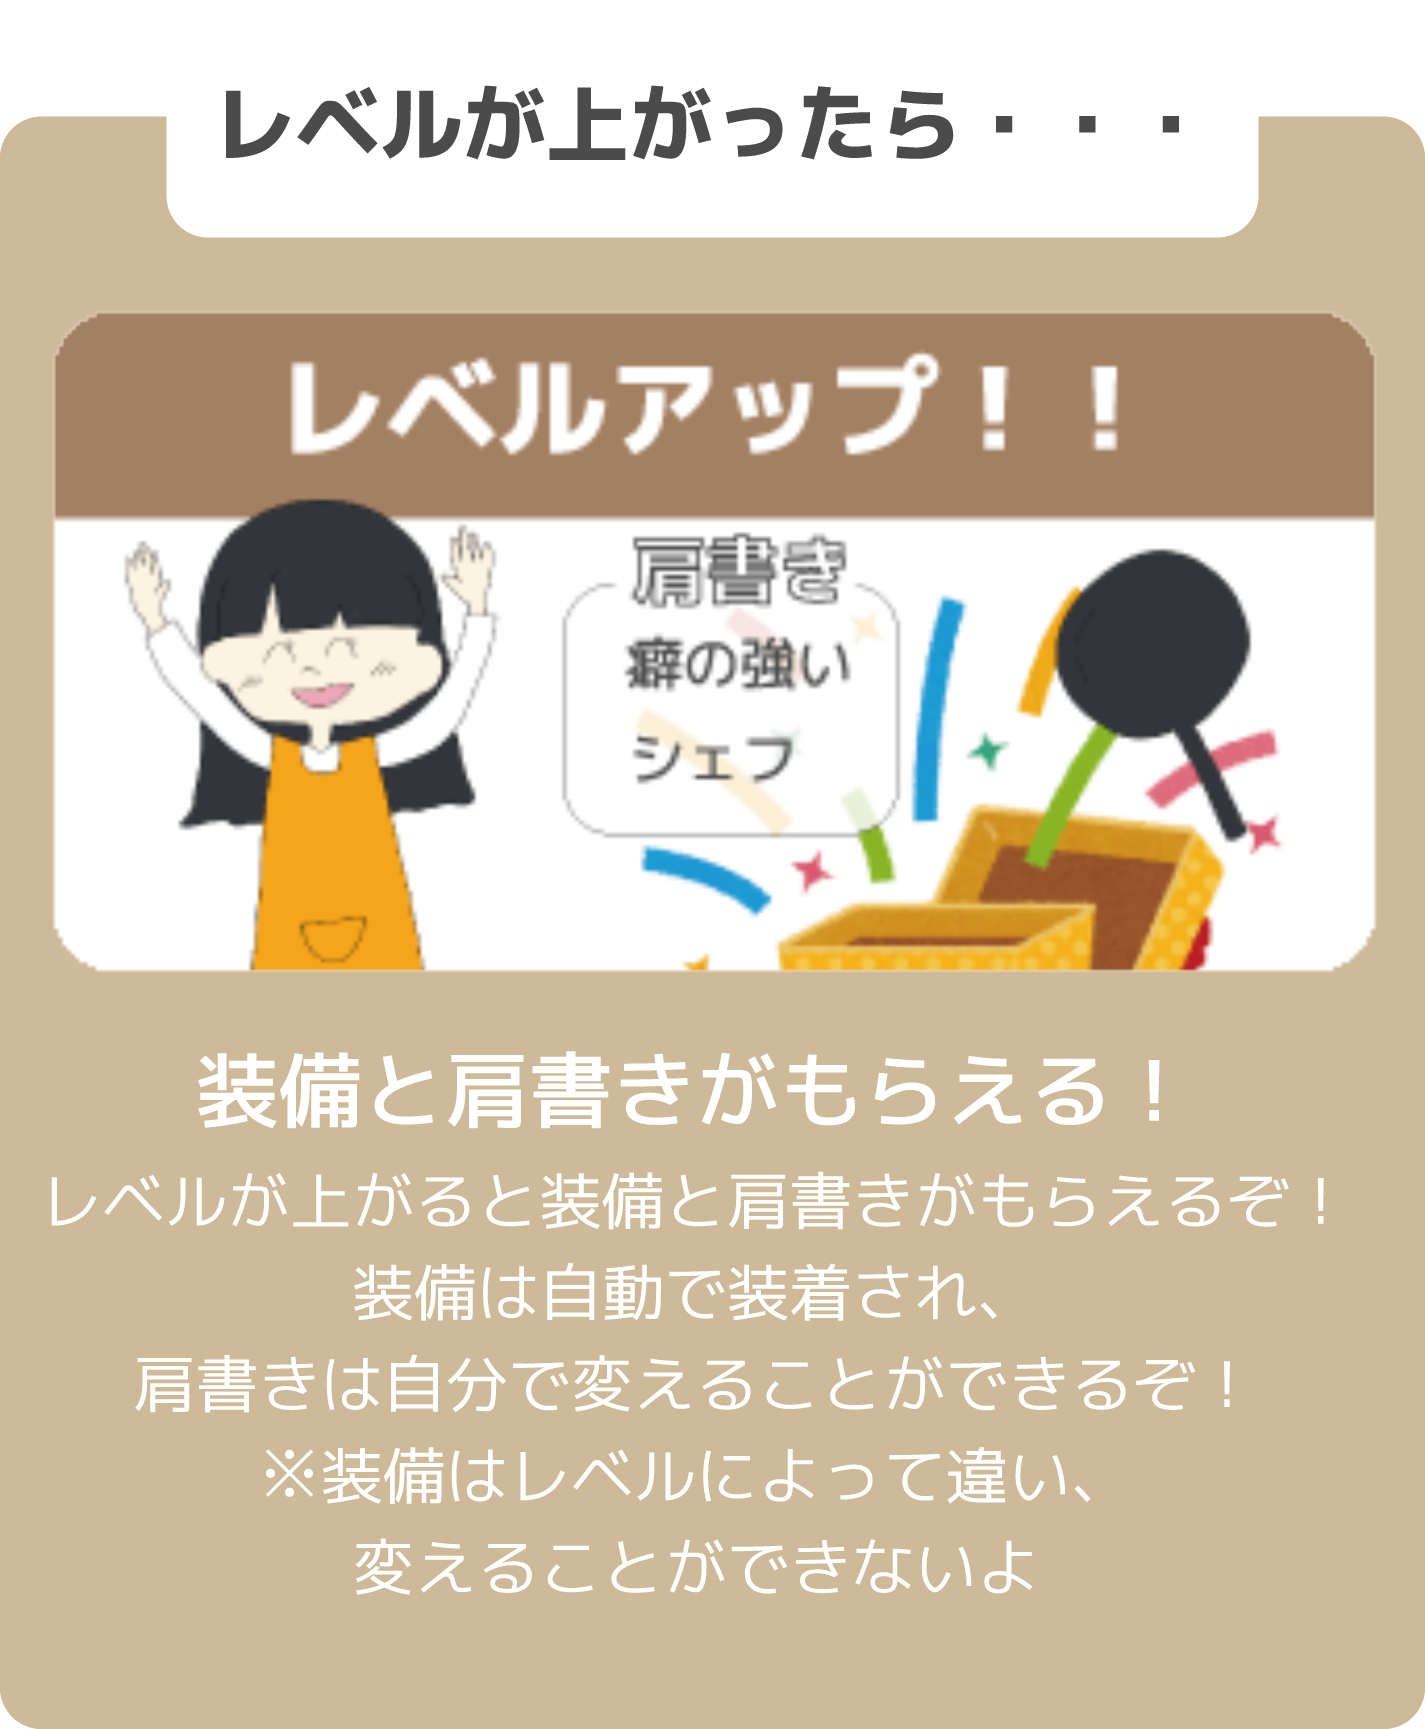 レベルが上がったら・・・
レベルアップ！！
肩書き
癖の強い
シェフ
装備と肩書きがもらえる！
レベルが上がると装備と肩書きがもらえるぞ！
装備は自動で装着され、
肩書きは自分で変えることができるぞ！
※装備はレベルによって違い、
変えることができないよ